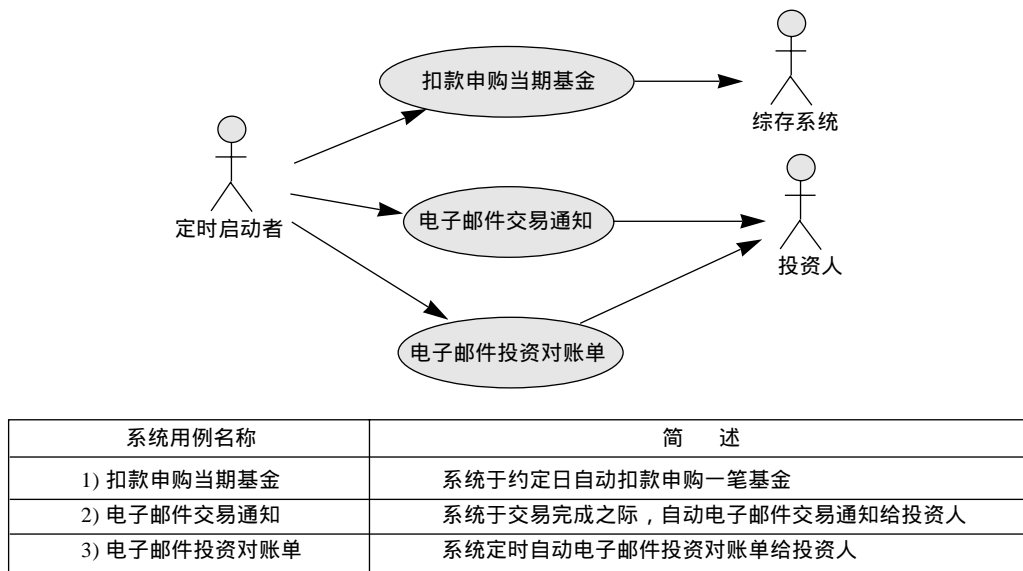 扣款申购当期基金
综存系统
定时启动者
电子邮件交易通知
投资人
电子邮件投资对账单
系统用例名称 简 述
1) 扣款申购当期基金 系统于约定日自动扣款申购一笔基金
2) 电子邮件交易通知 系统于交易完成之际，自动电子邮件交易通知给投资人
3) 电子邮件投资对账单 系统定时自动电子邮件投资对账单给投资人